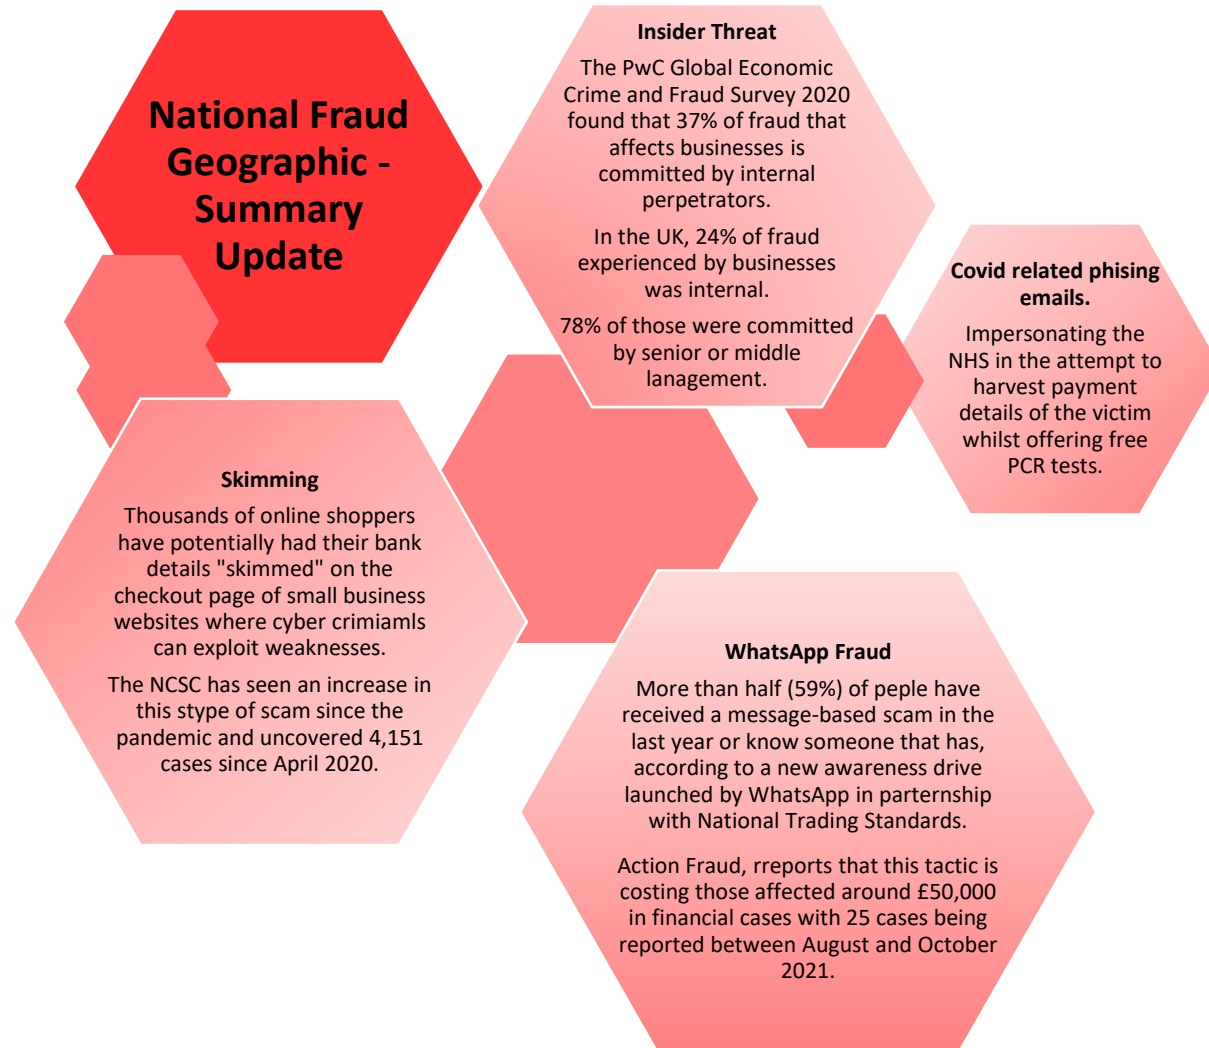 National Fraud
Geographic -
Summary
Update
Insider Threat
The PwC Global Economic
Crime and Fraud Survey 2020
found that 37% of fraud that
affects businesses is
committed by internal
perpetrators.
In the UK, 24% of fraud
experienced by businesses
was internal.
78% of those were committed
by senior or middle
lanagement.
Covid related phising
emails.
Impersonating the
NHS in the attempt to
harvest payment
details of the victim
whilst offering free
PCR tests.
Skimming
Thousands of online shoppers
have potentially had their bank
details "skimmed" on the
checkout page of small business
websites where cyber crimiamls
can exploit weaknesses.
The NCSC has seen an increase in
this stype of scam since the
pandemic and uncovered 4,151
cases since April 2020.
WhatsApp Fraud
More than half (59%) of peple have
received a message-based scam in the
last year or know someone that has,
according to a new awareness drive
launched by WhatsApp in parternship
with National Trading Standards.
Action Fraud, rreports that this tactic is
costing those affected around £50,000
in financial cases with 25 cases being
reported between August and October
2021.